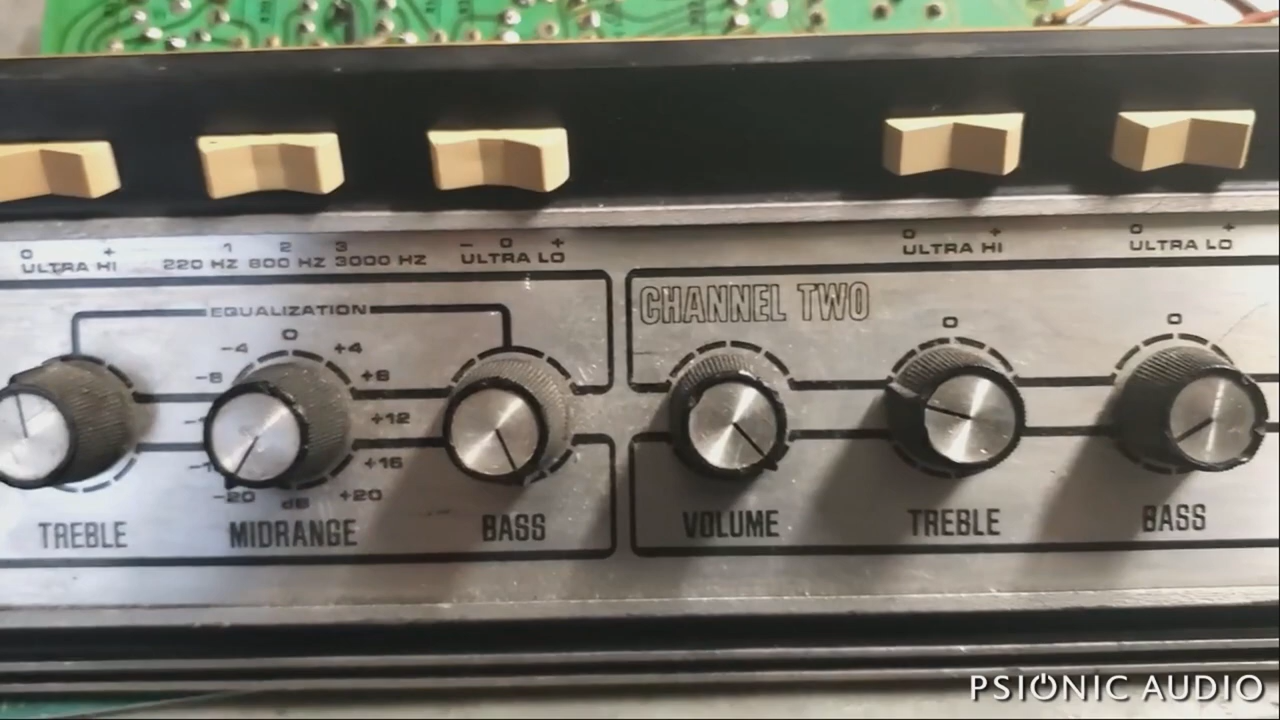 0 +
ULTRA HI
1 2 3
220 HZ 800 HZ 3000 HZ
- 0 +
ULTRA LO
0 +
ULTRA HI
0 +
ULTRA LO
EQUALIZATION
CHANNEL TWO
0
-4 +4
-8 +8
+12
+16
-20 dB +20
0
0
TREBLE
MIDRANGE
BASS
VOLUME
TREBLE
BASS
PSIONIC AUDIO